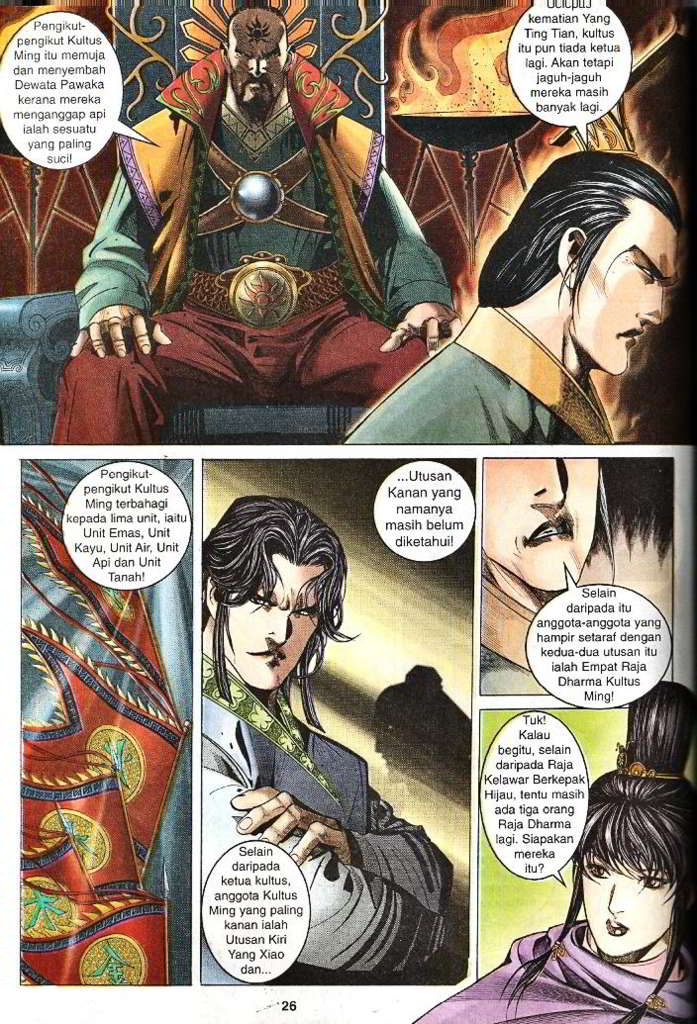 Pengikut-
pengikut Kultus
Ming itu memuja
dan menyembah
Dewata Pawaka
kerana mereka
menganggap api
ialah sesuatu
yang paling
suci!
kematian Yang
Ting Tian, kultus
itu pun tiada ketua
lagi. Akan tetapi
jaguh-jaguh
mereka masih
banyak lagi.
Pengikut-
pengikut Kultus
Ming terbahagi
kepada lima unit, iaitu
Unit Emas, Unit
Kayu, Unit Air, Unit
Api dan Unit
Tanah!
木
金
Selain
daripada
ketua kultus,
anggota Kultus
Ming yang paling
kanan ialah
Utusan Kiri
Yang Xiao
dan...
...Utusan
Kanan yang
namanya
masih belum
diketahui!
Selain
daripada itu
anggota-anggota yang
hampir setaraf dengan
kedua-dua utusan itu
ialah Empat Raja
Dharma Kultus
Ming!
Tuk!
Kalau
begitu, selain
daripada Raja
Kelawar Berkepak
Hijau, tentu masih
ada tiga orang
Raja Dharma
lagi. Siapakan
mereka
itu?
26